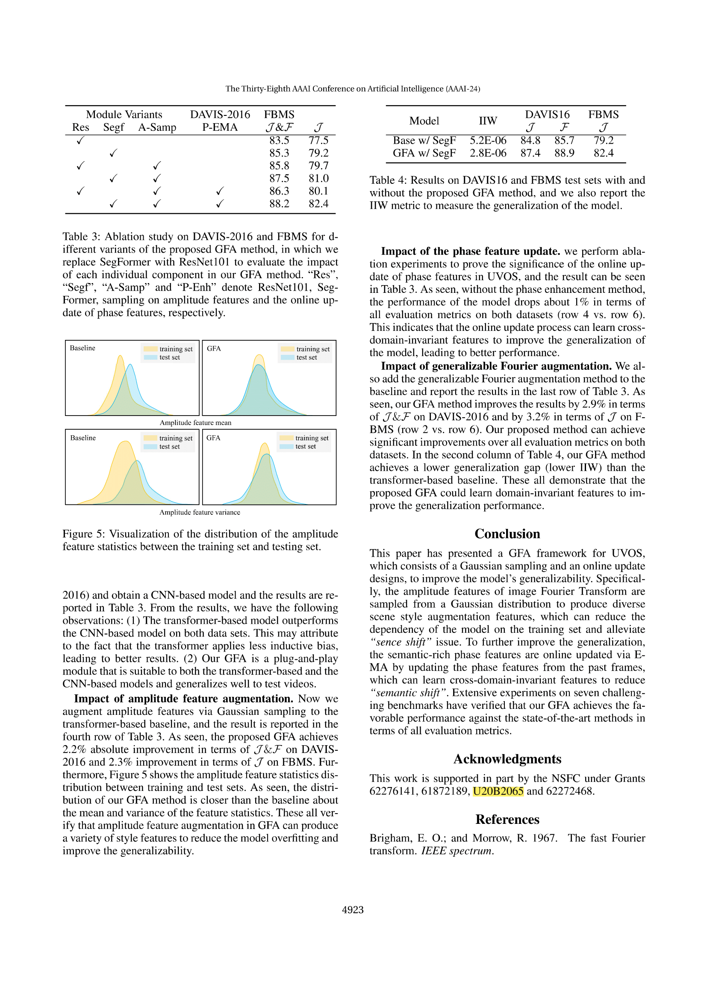 The Thirty-Eighth AAAI Conference on Artificial Intelligence (AAAI-24)
Module Variants DAVIS-2016 FBMS
Res Segf A-Samp P-EMA J&F J
✓ 83.5 77.5
✓ 85.3 79.2
✓ ✓ 85.8 79.7
✓ ✓ 87.5 81.0
✓ ✓ ✓ 86.3 80.1
✓ ✓ ✓ 88.2 82.4
Table 3: Ablation study on DAVIS-2016 and FBMS for d-
ifferent variants of the proposed GFA method, in which we
replace SegFormer with ResNet101 to evaluate the impact
of each individual component in our GFA method. “Res”,
“Segf”, “A-Samp” and “P-Enh” denote ResNet101, Seg-
Former, sampling on amplitude features and the online up-
date of phase features, respectively.
Baseline
training set
test set
GFA
training set
test set
Amplitude feature mean
Baseline
training set
test set
GFA
training set
test set
Amplitude feature variance
Figure 5: Visualization of the distribution of the amplitude
feature statistics between the training set and testing set.
2016) and obtain a CNN-based model and the results are re-
ported in Table 3. From the results, we have the following
observations: (1) The transformer-based model outperforms
the CNN-based model on both data sets. This may attribute
to the fact that the transformer applies less inductive bias,
leading to better results. (2) Our GFA is a plug-and-play
module that is suitable to both the transformer-based and the
CNN-based models and generalizes well to test videos.
Impact of amplitude feature augmentation. Now we
augment amplitude features via Gaussian sampling to the
transformer-based baseline, and the result is reported in the
fourth row of Table 3. As seen, the proposed GFA achieves
2.2% absolute improvement in terms of J&F on DAVIS-
2016 and 2.3% improvement in terms of J on FBMS. Fur-
thermore, Figure 5 shows the amplitude feature statistics dis-
tribution between training and test sets. As seen, the distri-
bution of our GFA method is closer than the baseline about
the mean and variance of the feature statistics. These all ver-
ify that amplitude feature augmentation in GFA can produce
a variety of style features to reduce the model overfitting and
improve the generalizability.
Model IIW DAVIS16 FBMS
J F J
Base w/ SegF 5.2E-06 84.8 85.7 79.2
GFA w/ SegF 2.8E-06 87.4 88.9 82.4
Table 4: Results on DAVIS16 and FBMS test sets with and
without the proposed GFA method, and we also report the
IIW metric to measure the generalization of the model.
Impact of the phase feature update. we perform abla-
tion experiments to prove the significance of the online up-
date of phase features in UVOS, and the result can be seen
in Table 3. As seen, without the phase enhancement method,
the performance of the model drops about 1% in terms of
all evaluation metrics on both datasets (row 4 vs. row 6).
This indicates that the online update process can learn cross-
domain-invariant features to improve the generalization of
the model, leading to better performance.
Impact of generalizable Fourier augmentation. We al-
so add the generalizable Fourier augmentation method to the
baseline and report the results in the last row of Table 3. As
seen, our GFA method improves the results by 2.9% in terms
of J&F on DAVIS-2016 and by 3.2% in terms of J on F-
BMS (row 2 vs. row 6). Our proposed method can achieve
significant improvements over all evaluation metrics on both
datasets. In the second column of Table 4, our GFA method
achieves a lower generalization gap (lower IIW) than the
transformer-based baseline. These all demonstrate that the
proposed GFA could learn domain-invariant features to im-
prove the generalization performance.
Conclusion
This paper has presented a GFA framework for UVOS,
which consists of a Gaussian sampling and an online update
designs, to improve the model’s generalizability. Specifical-
ly, the amplitude features of image Fourier Transform are
sampled from a Gaussian distribution to produce diverse
scene style augmentation features, which can reduce the
dependency of the model on the training set and alleviate
“sence shift” issue. To further improve the generalization,
the semantic-rich phase features are online updated via E-
MA by updating the phase features from the past frames,
which can learn cross-domain-invariant features to reduce
“semantic shift”. Extensive experiments on seven challeng-
ing benchmarks have verified that our GFA achieves the fa-
vorable performance against the state-of-the-art methods in
terms of all evaluation metrics.
Acknowledgments
This work is supported in part by the NSFC under Grants
62276141, 61872189, U20B2065 and 62272468.
References
Brigham, E. O.; and Morrow, R. 1967. The fast Fourier
transform. IEEE spectrum.
4923